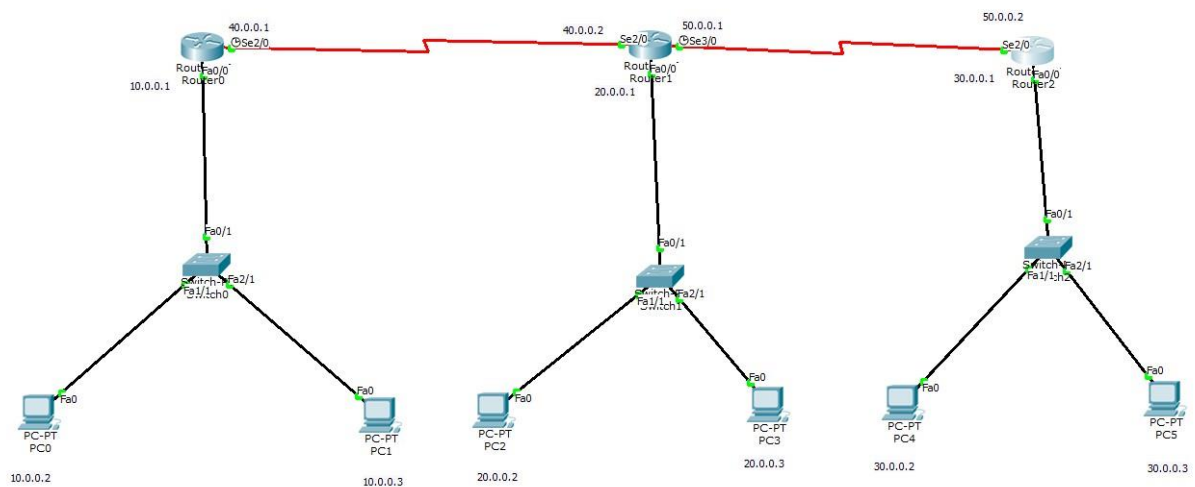 40.0.0.1
Se2/0
Fa0/0
Router0
10.0.0.1
40.0.0.2
Se2/0
50.0.0.1
Se3/0
Fa0/0
Router1
20.0.0.1
50.0.0.2
Se2/0
Fa0/0
Router2
30.0.0.1
Fa0/1
Fa1/1
Fa2/1
Fa0/1
Fa1/1
Fa2/1
Fa0/1
Fa1/1
Fa2/1
Fa0
PC-PT
PC0
10.0.0.2
Fa0
PC-PT
PC1
10.0.0.3
Fa0
PC-PT
PC2
20.0.0.2
Fa0
PC-PT
PC3
20.0.0.3
Fa0
PC-PT
PC4
30.0.0.2
Fa0
PC-PT
PC5
30.0.0.3